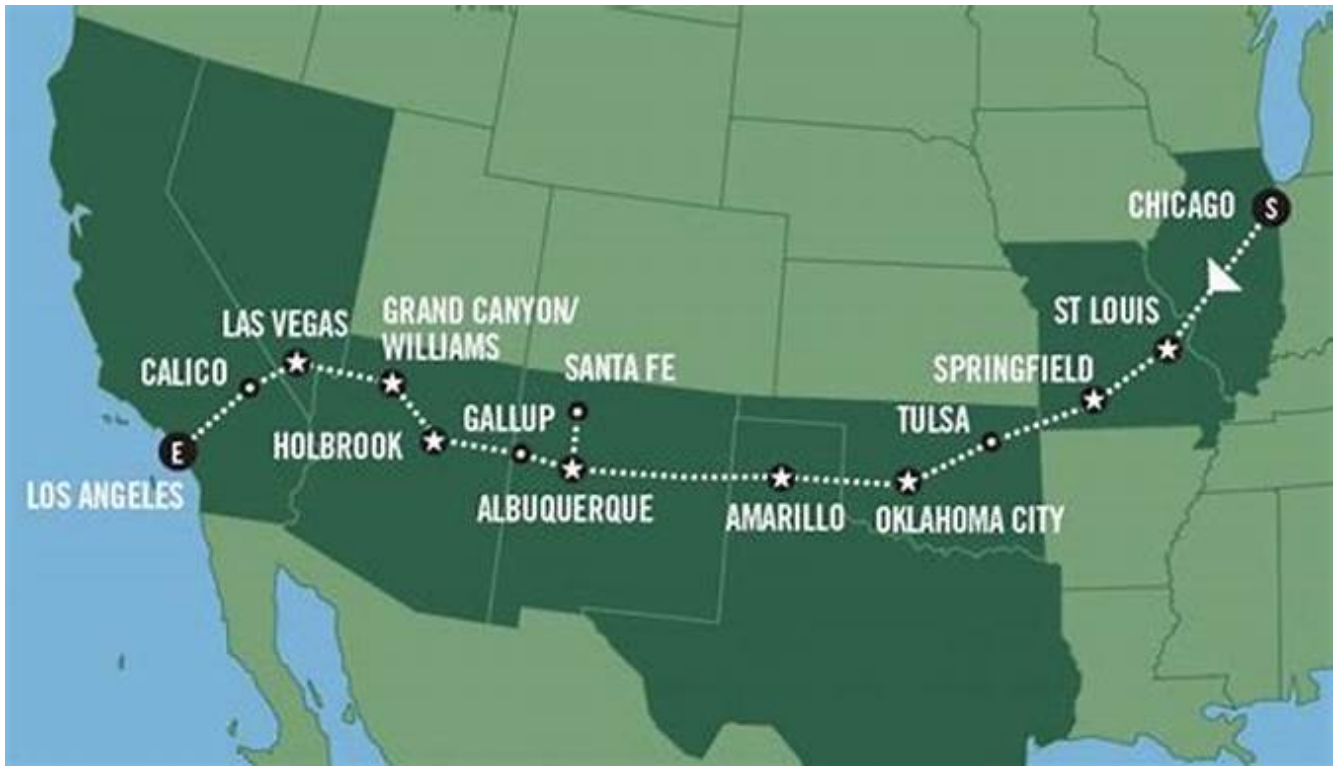 CHICAGO
S
ST LOUIS
SPRINGFIELD
TULSA
OKLAHOMA CITY
AMARILLO
SANTA FE
ALBUQUERQUE
GALLUP
HOLBROOK
GRAND CANYON/
WILLIAMS
LAS VEGAS
CALICO
E
LOS ANGELES